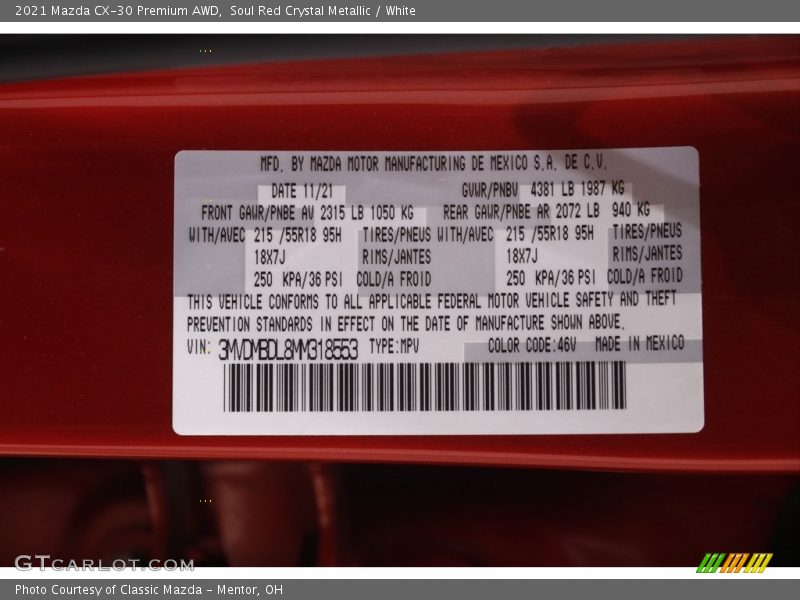 2021 Mazda CX-30 Premium AWD, Soul Red Crystal Metallic / White
MFD. BY MAZDA MOTOR MANUFACTURING DE MEXICO S.A. DE C.V.
DATE 11/21 GVWR/PNBV 4381 LB 1987 KG
FRONT GAWR/PNBE AV 2315 LB 1050 KG REAR GAWR/PNBE AR 2072 LB 940 KG
WITH/AVEC 215 /55R18 95H TIRES/PNEUS WITH/AVEC 215 /55R18 95H TIRES/PNEUS
18X7J RIMS/JANTES 18X7J RIMS/JANTES
250 KPA/36 PSI COLD/A FROID 250 KPA/36 PSI COLD/A FROID
THIS VEHICLE CONFORMS TO ALL APPLICABLE FEDERAL MOTOR VEHICLE SAFETY AND THEFT
PREVENTION STANDARDS IN EFFECT ON THE DATE OF MANUFACTURE SHOWN ABOVE.
VIN: 3MVDMBDL8MM318553 TYPE:MPV COLOR CODE:46V MADE IN MEXICO
GTCARLOT.COM
Photo Courtesy of Classic Mazda - Mentor, OH